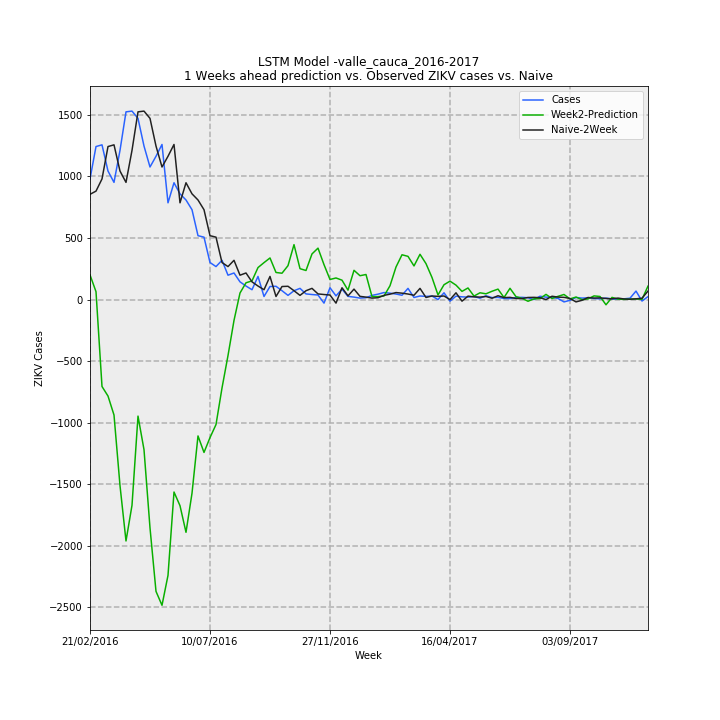 LSTM Model -valle_cauca_2016-2017
1 Weeks ahead prediction vs. Observed ZIKV cases vs. Naive
Cases
Week2-Prediction
Naive-2Week
ZIKV Cases
1500
1000
500
0
−500
−1000
−1500
−2000
−2500
21/02/2016
10/07/2016
27/11/2016
16/04/2017
03/09/2017
Week